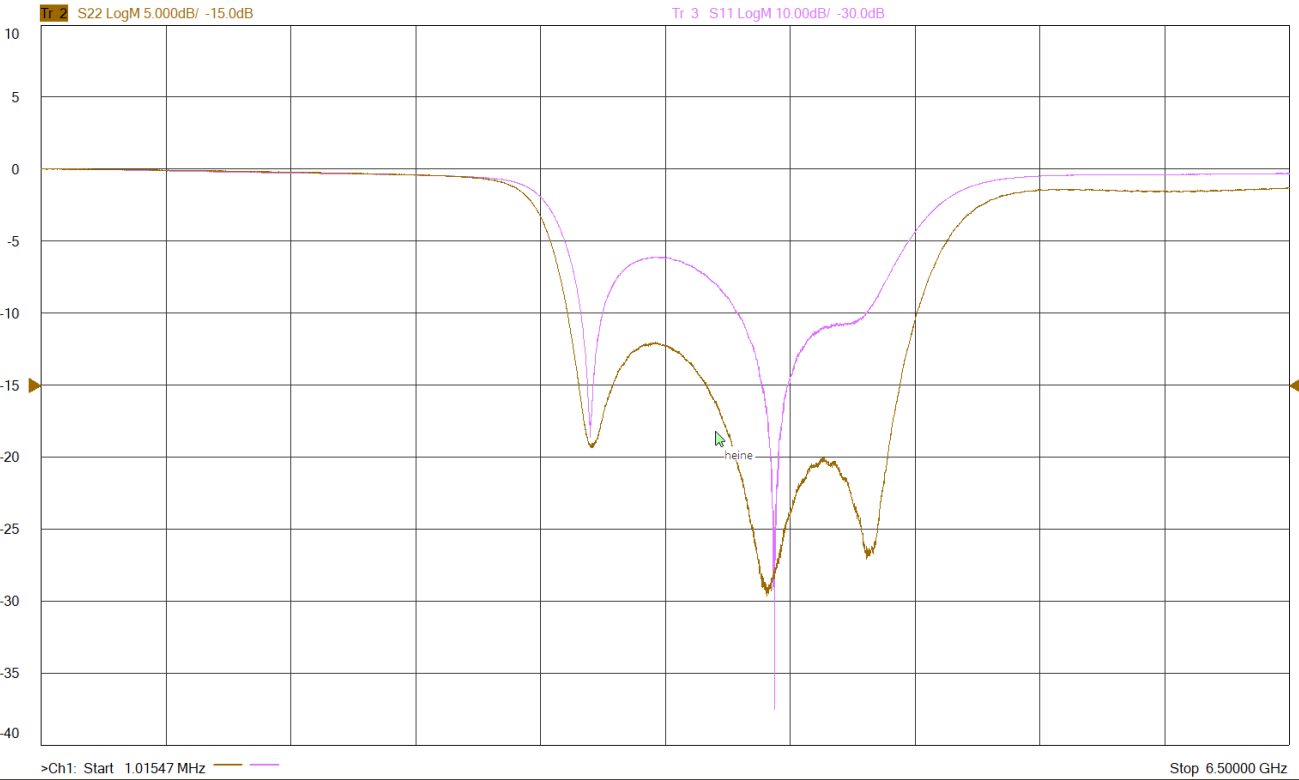 Tr 2 S22 LogM 5.000dB/ -15.0dB
Tr 3 S11 LogM 10.00dB/ -30.0dB
10
5
0
-5
-10
-15
-20
heine
-25
-30
-35
-40
>Ch1: Start 1.01547 MHz
Stop 6.50000 GHz